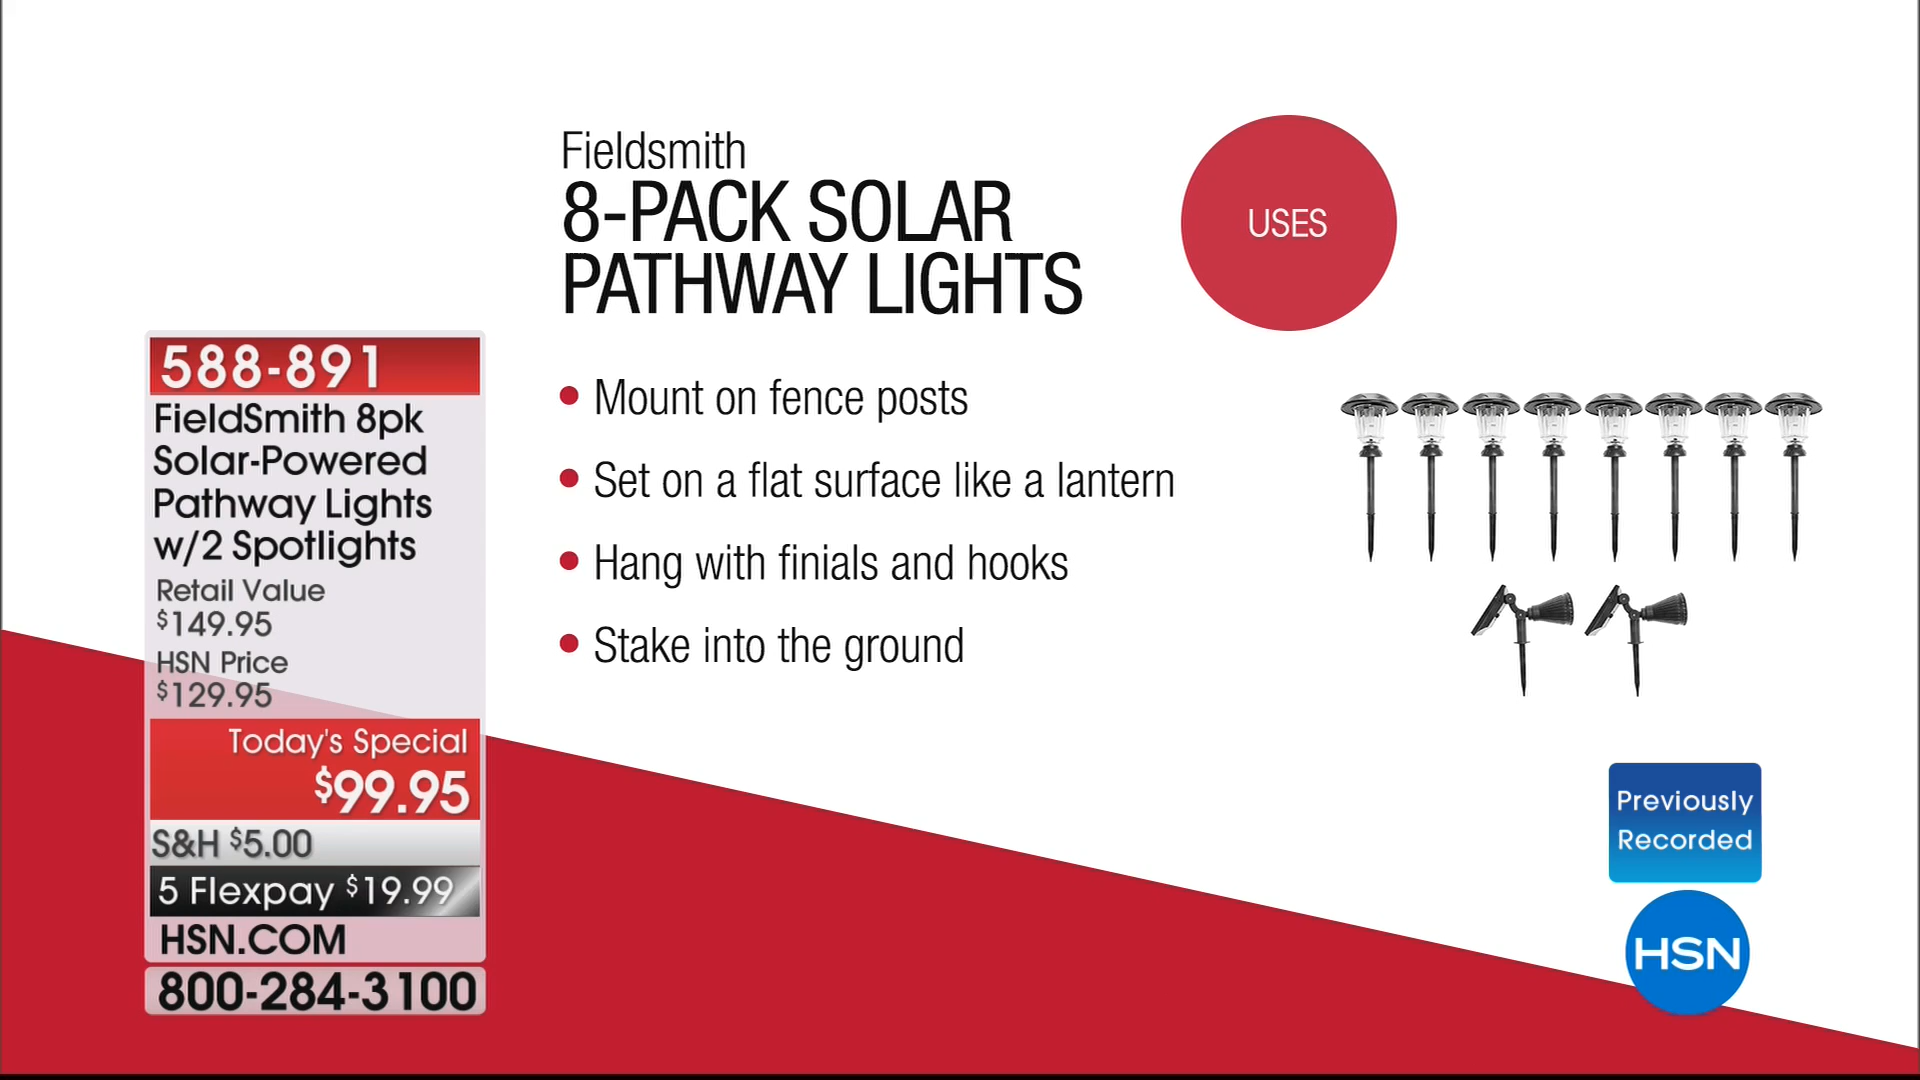 Fieldsmith
8-PACK SOLAR
PATHWAY LIGHTS
USES
• Mount on fence posts
• Set on a flat surface like a lantern
• Hang with finials and hooks
• Stake into the ground
588-891
FieldSmith 8pk
Solar-Powered
Pathway Lights
w/2 Spotlights
Retail Value
$149.95
HSN Price
$129.95
Today's Special
$99.95
S&H $5.00
5 Flexpay $19.99
HSN.COM
800-284-3100
Previously
Recorded
HSN